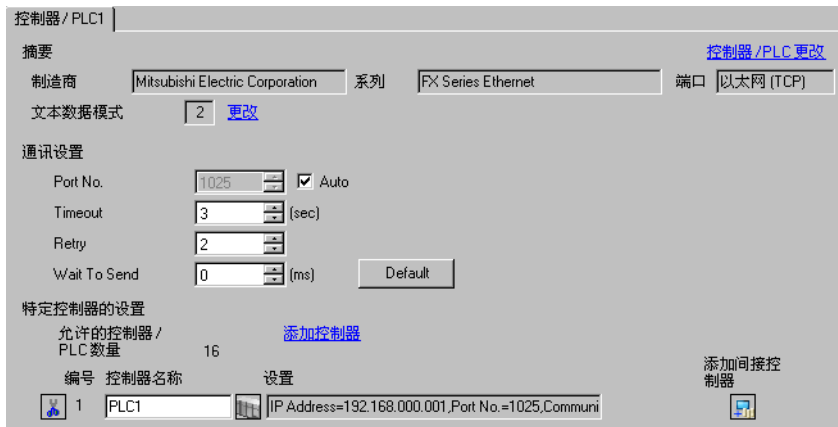 控制器/PLC1
摘要 控制器/PLC更改
制造商 Mitsubishi Electric Corporation 系列 FX Series Ethernet 端口 以太网 (TCP)
文本数据模式 2 更改
通讯设置
Port No. 1025 Auto
Timeout 3 (sec)
Retry 2
Wait To Send 0 (ms) Default
特定控制器的设置
允许的控制器/
PLC数量 16 添加控制器
编号 控制器名称 设置 添加间接控
制器
1 PLC1 IP Address=192.168.000.001,Port No.=1025,Communi